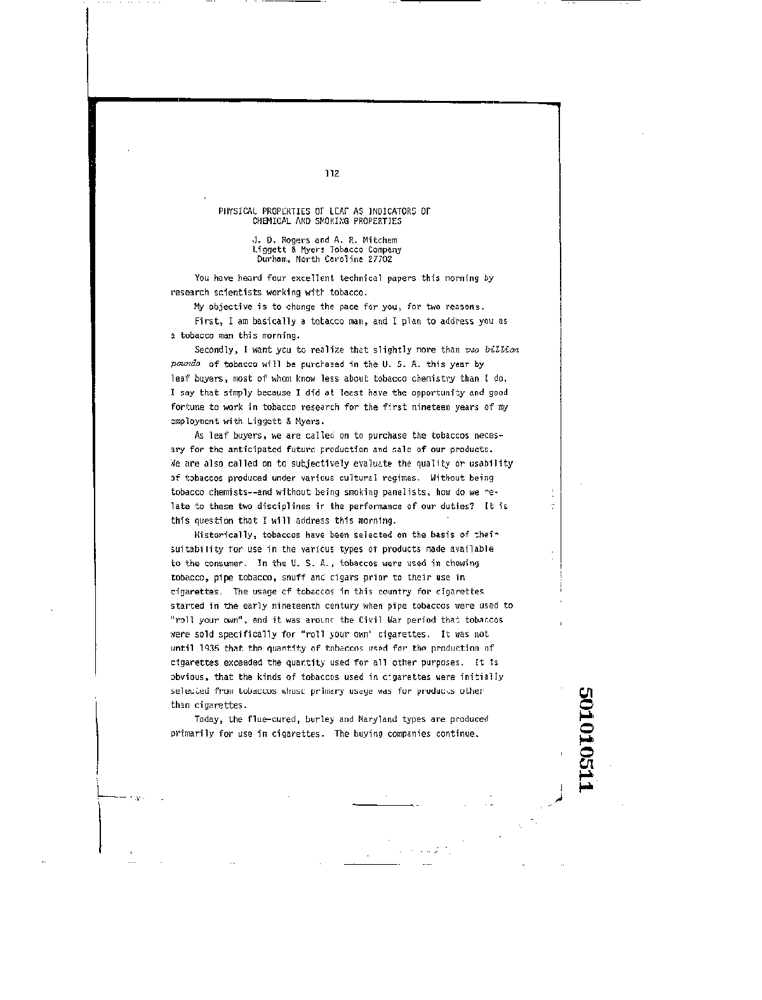 112
PHYSICAL PROPERTIES OF LEAF AS INDICATORS OF
CHEMICAL AND SMOKING PROPERTIES
J. D. Rogers and A. R. Mitchem
Liggett & Myers Tobacco Company
Durham, North Carolina 27702
You have heard four excellent technical papers this morning by
research scientists working with tobacco.
My objective is to change the pace for you, for two reasons.
First, I am basically a tobacco man, and I plan to address you as
a tobacco man this morning.
Secondly, I want you to realize that slightly more than two billion
pounds of tobacco will be purchased in the U. S. A. this year by
leaf buyers, most of whom know less about tobacco chemistry than I do.
I say that simply because I did at least have the opportunity and good
fortune to work in tobacco research for the first nineteen years of my
employment with Liggett & Myers.
As leaf buyers, we are called on to purchase the tobaccos neces-
ary for the anticipated future production and sale of our products.
We are also called on to subjectively evaluate the quality or usability
of tobaccos produced under various cultural regimes. Without being
tobacco chemists--and without being smoking panelists, how do we re-
late to these two disciplines in the performance of our duties? It is
this question that I will address this morning.
Historically, tobaccos have been selected on the basis of their
suitability for use in the various types of products made available
to the consumer. In the U. S. A., tobaccos were used in chewing
tobacco, pipe tobacco, snuff and cigars prior to their use in
cigarettes. The usage of tobaccos in this country for cigarettes
started in the early nineteenth century when pipe tobaccos were used to
"roll your own", and it was around the Civil War period that tobaccos
were sold specifically for "roll your own" cigarettes. It was not
until 1935 that the quantity of tobaccos used for the production of
cigarettes exceeded the quantity used for all other purposes. It is
obvious, that the kinds of tobaccos used in cigarettes were initially
selected from tobaccos whose primary usage was for products other
than cigarettes.
Today, the flue-cured, burley and Maryland types are produced
primarily for use in cigarettes. The buying companies continue,
501010511